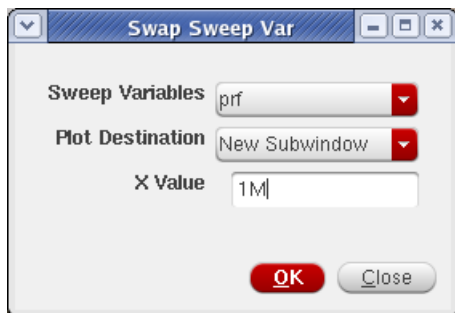 Swap Sweep Var
Sweep Variables prf
Plot Destination New Subwindow
X Value 1M
OK Close